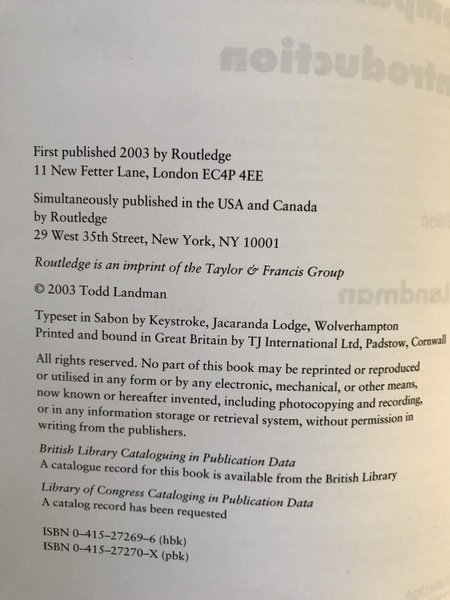 First published 2003 by Routledge
11 New Fetter Lane, London EC4P 4EE
Simultaneously published in the USA and Canada
by Routledge
29 West 35th Street, New York, NY 10001
Routledge is an imprint of the Taylor & Francis Group
© 2003 Todd Landman
Typeset in Sabon by Keystroke, Jacaranda Lodge, Wolverhampton
Printed and bound in Great Britain by TJ International Ltd, Padstow, Cornwall
All rights reserved. No part of this book may be reprinted or reproduced
or utilised in any form or by any electronic, mechanical, or other means,
now known or hereafter invented, including photocopying and recording,
or in any information storage or retrieval system, without permission in
writing from the publishers.
British Library Cataloguing in Publication Data
A catalogue record for this book is available from the British Library
Library of Congress Cataloging in Publication Data
A catalog record has been requested
ISBN 0–415–27269–6 (hbk)
ISBN 0–415–27270–X (pbk)